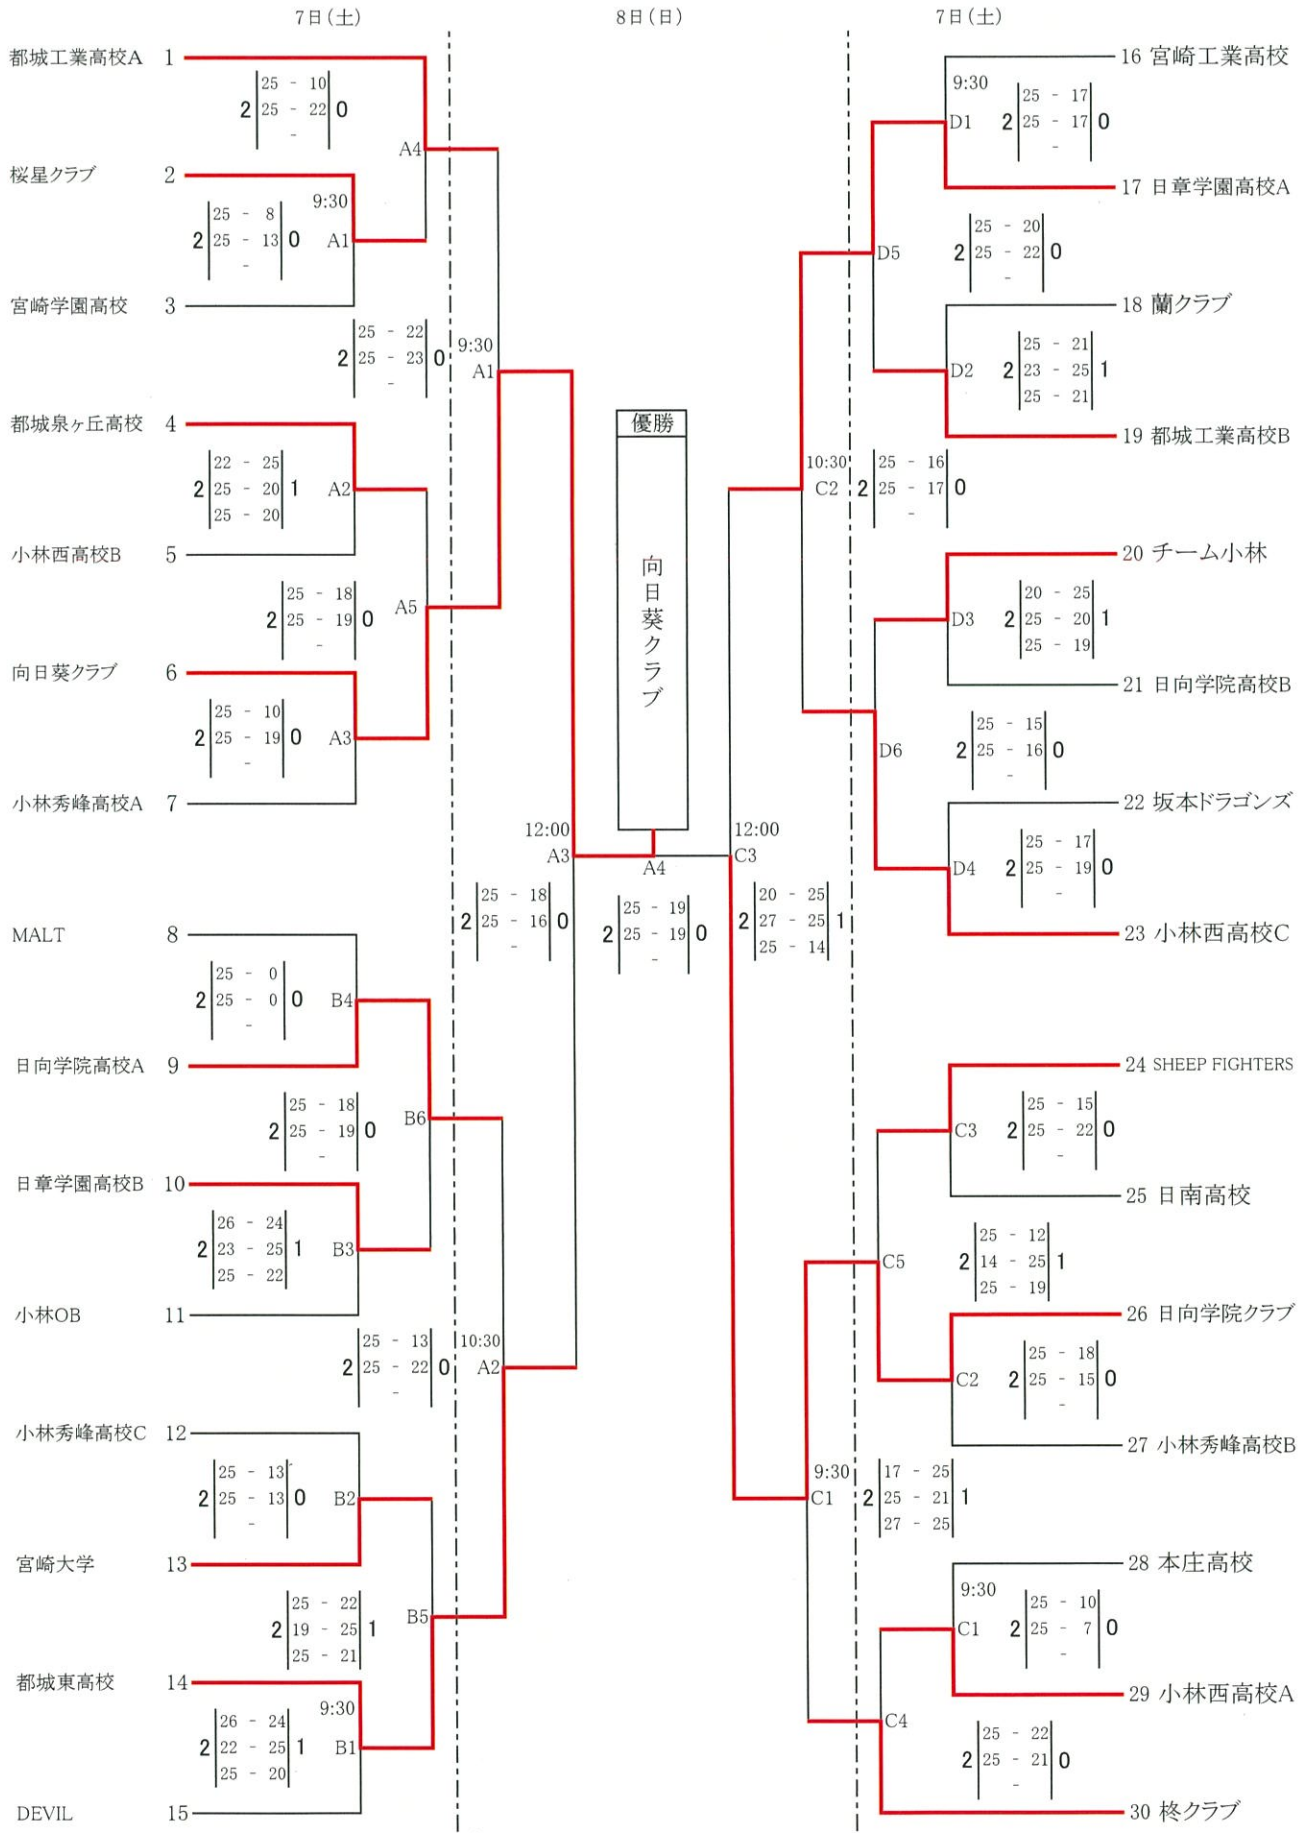 7日(土)
8日(日)
7日(土)
都城工業高校A 1
25 - 10
2 25 - 22 0
-
A4
桜星クラブ 2
9:30
25 - 8
2 25 - 13 0 A1
-
宮崎学園高校 3
25 - 22
2 25 - 23 0
-
9:30
A1
都城泉ヶ丘高校 4
22 - 25
2 25 - 20 1 A2
25 - 20
小林西高校B 5
25 - 18
2 25 - 19 0
-
A5
向日葵クラブ 6
25 - 10
2 25 - 19 0 A3
-
小林秀峰高校A 7
12:00
A3
25 - 18
2 25 - 16 0
-
MALT 8
25 - 0
2 25 - 0 0 B4
-
日向学院高校A 9
25 - 18
2 25 - 19 0
-
B6
日章学園高校B 10
26 - 24
2 23 - 25 1 B3
25 - 22
小林OB 11
25 - 13
2 25 - 22 0
-
10:30
A2
小林秀峰高校C 12
25 - 13
2 25 - 13 0 B2
-
宮崎大学 13
25 - 22
2 19 - 25 1
25 - 21
B5
都城東高校 14
9:30
26 - 24
2 22 - 25 1 B1
25 - 20
DEVIL 15
優勝
向日葵クラブ
A4
25 - 19
2 25 - 19 0
-
12:00
C3
20 - 25
2 27 - 25 1
25 - 14
16 宮崎工業高校
9:30
D1
25 - 17
2 25 - 17 0
-
17 日章学園高校A
D5
25 - 20
2 25 - 22 0
-
18 蘭クラブ
D2
25 - 21
2 23 - 25 1
25 - 21
19 都城工業高校B
10:30
C2
25 - 16
2 25 - 17 0
-
20 チーム小林
D3
20 - 25
2 25 - 20 1
25 - 19
21 日向学院高校B
D6
25 - 15
2 25 - 16 0
-
22 坂本ドラゴンズ
D4
25 - 17
2 25 - 19 0
-
23 小林西高校C
24 SHEEP FIGHTERS
C3
25 - 15
2 25 - 22 0
-
25 日南高校
C5
25 - 12
2 14 - 25 1
25 - 19
26 日向学院クラブ
C2
25 - 18
2 25 - 15 0
-
27 小林秀峰高校B
9:30
C1
17 - 25
2 25 - 21 1
27 - 25
28 本庄高校
9:30
C1
25 - 10
2 25 - 7 0
-
29 小林西高校A
C4
25 - 22
2 25 - 21 0
-
30 柊クラブ